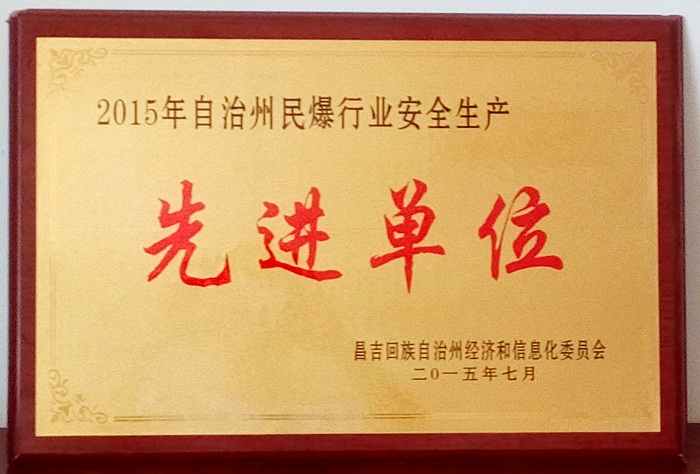 2015年自治州民爆行业安全生产
先进单位
昌吉回族自治州经济和信息化委员会
二〇一五年七月